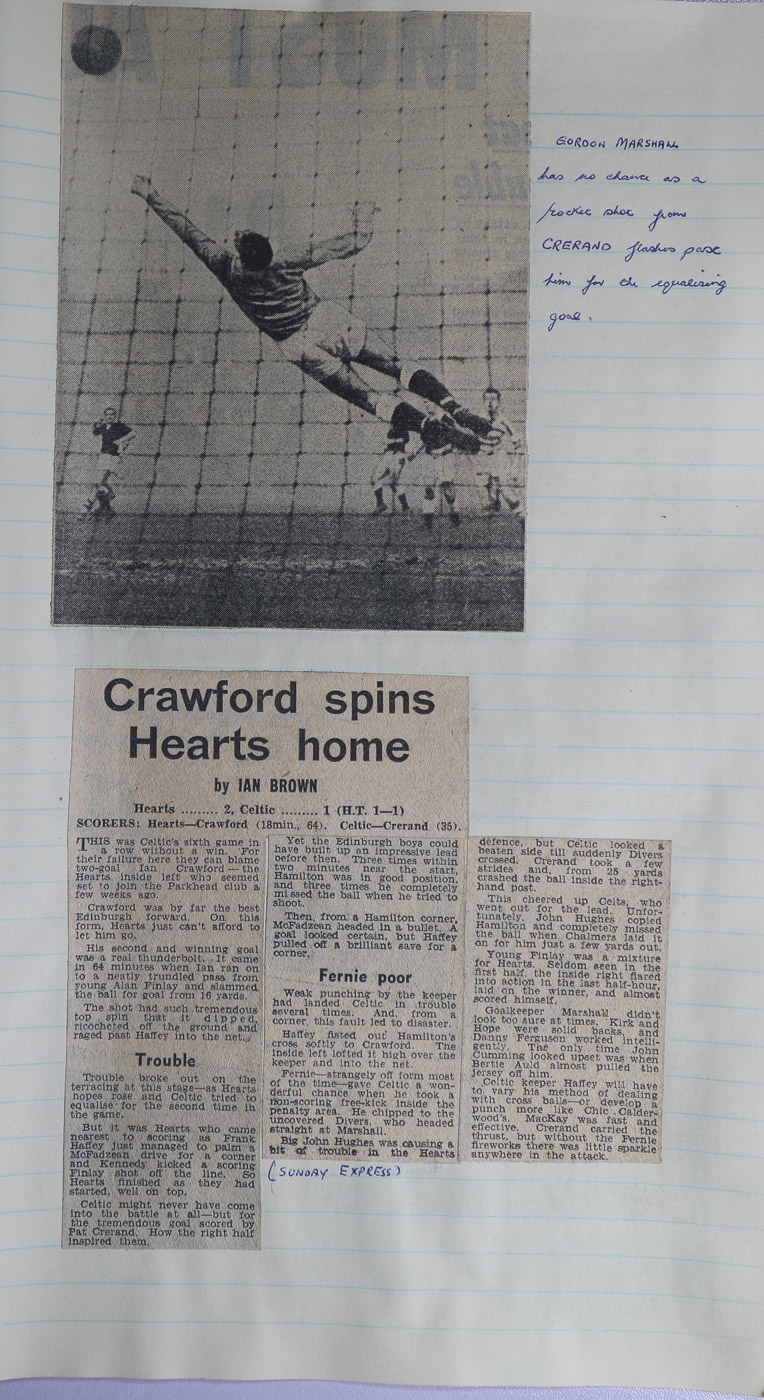 GORDON MARSHALL
has no chance as a
rocket shot from
CRERAND flashes past
him for the equalising
goal.
Crawford spins
Hearts home
by IAN BROWN
Hearts ......... 2, Celtic ......... 1 (H.T. 1—1)
SCORERS: Hearts—Crawford (18min., 64). Celtic—Crerand (35).
THIS was Celtic's sixth game in
a row without a win. For
their failure here they can blame
two-goal Ian Crawford — the
Hearts inside left who seemed
set to join the Parkhead club a
few weeks ago.
Crawford was by far the best
Edinburgh forward. On this
form, Hearts just can't afford to
let him go.
His second and winning goal
was a real thunderbolt. It came
in 64 minutes when Ian ran on
to a neatly trundled pass from
young Alan Finlay and slammed
the ball for goal from 16 yards.
The shot had such tremendous
top spin that it dipped,
ricocheted off the ground and
raged past Haffey into the net.
Trouble
Trouble broke out on the
terracing at this stage—as Hearts
hopes rose and Celtic tried to
equalise for the second time in
the game.
But it was Hearts who came
nearest to scoring as Frank
Haffey just managed to palm a
McFadzean drive for a corner
and Kennedy kicked a scoring
Finlay shot off the line. So
Hearts finished as they had
started, well on top.
Celtic might never have come
into the battle at all—but for
the tremendous goal scored by
Pat Crerand. How the right half
inspired them.
Yet the Edinburgh boys could
have built up an impressive lead
before then. Three times within
two minutes near the start,
Hamilton was in good position,
and three times he completely
missed the ball when he tried to
shoot.
Then, from a Hamilton corner,
McFadzean headed in a bullet. A
goal looked certain, but Haffey
pulled off a brilliant save for a
corner.
Fernie poor
Weak punching by the keeper
had landed Celtic in trouble
several times. And, from a
corner, this fault led to disaster.
Haffey fisted out Hamilton's
cross softly to Crawford. The
inside left lofted it high over the
keeper and into the net.
Fernie—strangely off form most
of the time—gave Celtic a won-
derful chance when he took a
non-scoring free-kick inside the
penalty area. He chipped to the
uncovered Divers, who headed
straight at Marshall.
Big John Hughes was causing a
bit of trouble in the Hearts
defence, but Celtic looked a
beaten side till suddenly Divers
crossed. Crerand took a few
strides and, from 25 yards
crashed the ball inside the right-
hand post.
This cheered up Celts, who
went out for the lead. Unfor-
tunately, John Hughes copied
Hamilton and completely missed
the ball when Chalmers laid it
on for him just a few yards out.
Young Finlay was a mixture
for Hearts. Seldom seen in the
first half, the inside right flared
into action in the last half-hour,
laid on the winner, and almost
scored himself.
Goalkeeper Marshall didn't
look too sure at times. Kirk and
Hope were solid backs, and
Danny Ferguson worked intelli-
gently. The only time John
Cumming looked upset was when
Bertie Auld almost pulled the
jersey off him.
Celtic keeper Haffey will have
to vary his method of dealing
with cross balls—or develop a
punch more like Chic Calder-
wood's. MacKay was fast and
effective. Crerand carried the
thrust, but without the Fernie
fireworks there was little sparkle
anywhere in the attack.
(SUNDAY EXPRESS)